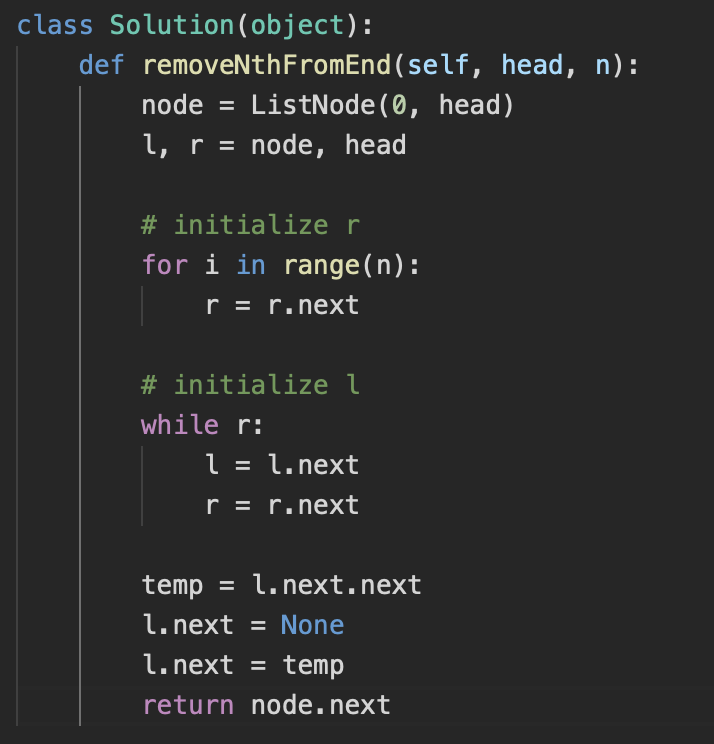 class Solution(object):
    def removeNthFromEnd(self, head, n):
        node = ListNode(0, head)
        l, r = node, head

        # initialize r
        for i in range(n):
            r = r.next

        # initialize l
        while r:
            l = l.next
            r = r.next

        temp = l.next.next
        l.next = None
        l.next = temp
        return node.next